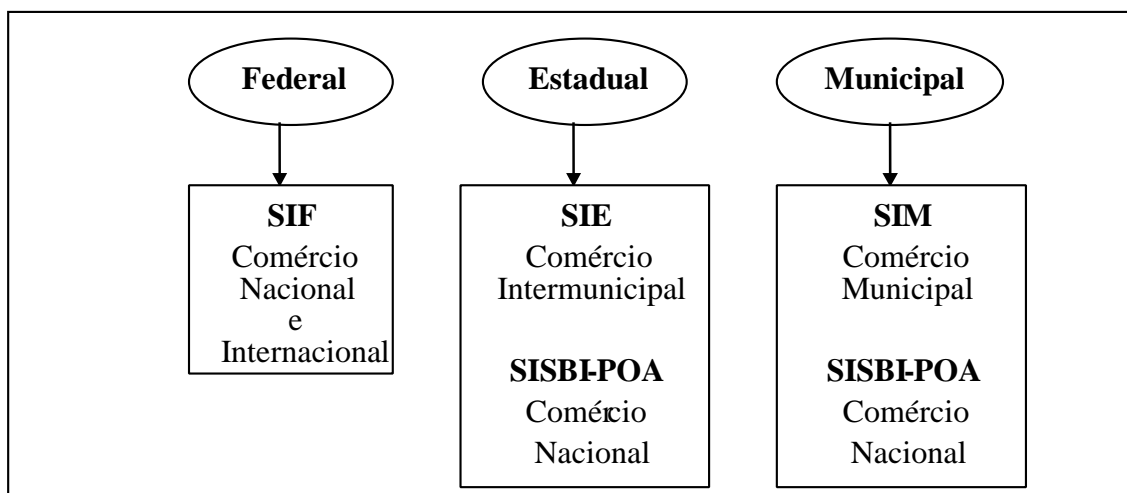 Federal
Estadual
Municipal
SIF
Comércio
Nacional
e
Internacional
SIE
Comércio
Intermunicipal
SISBI-POA
Comércio
Nacional
SIM
Comércio
Municipal
SISBI-POA
Comércio
Nacional